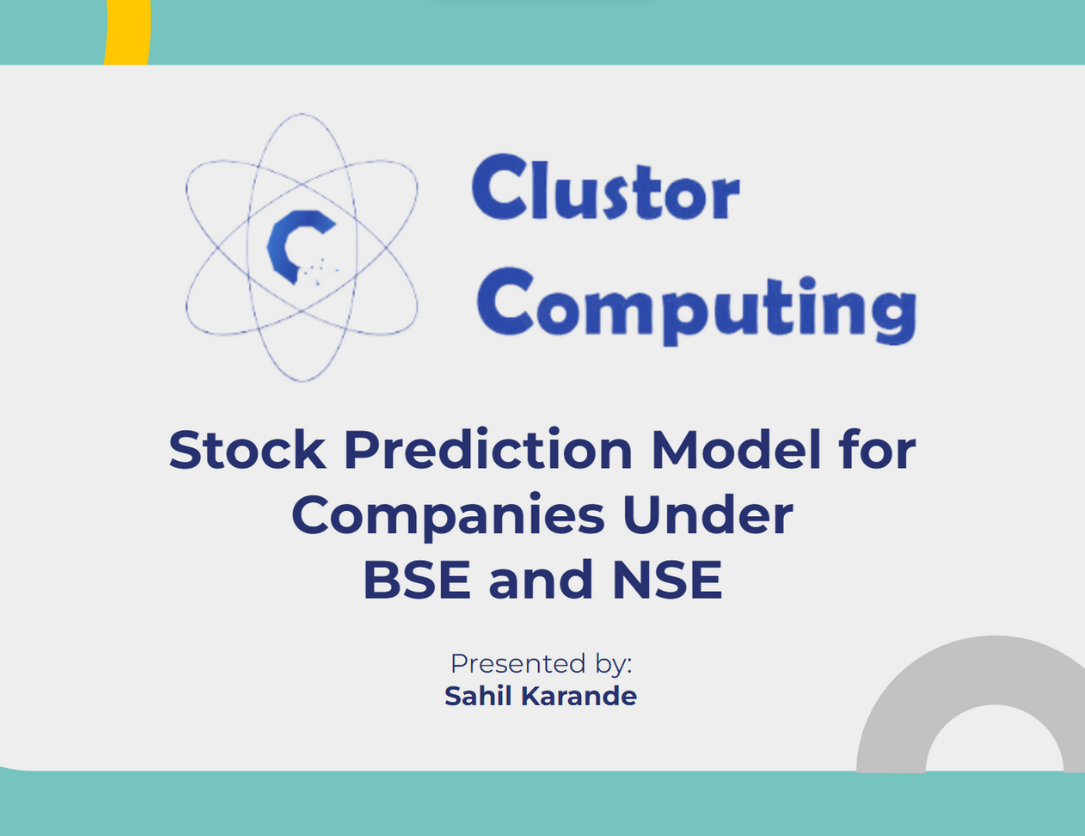 Clustor
Computing
Stock Prediction Model for
Companies Under
BSE and NSE
Presented by:
Sahil Karande